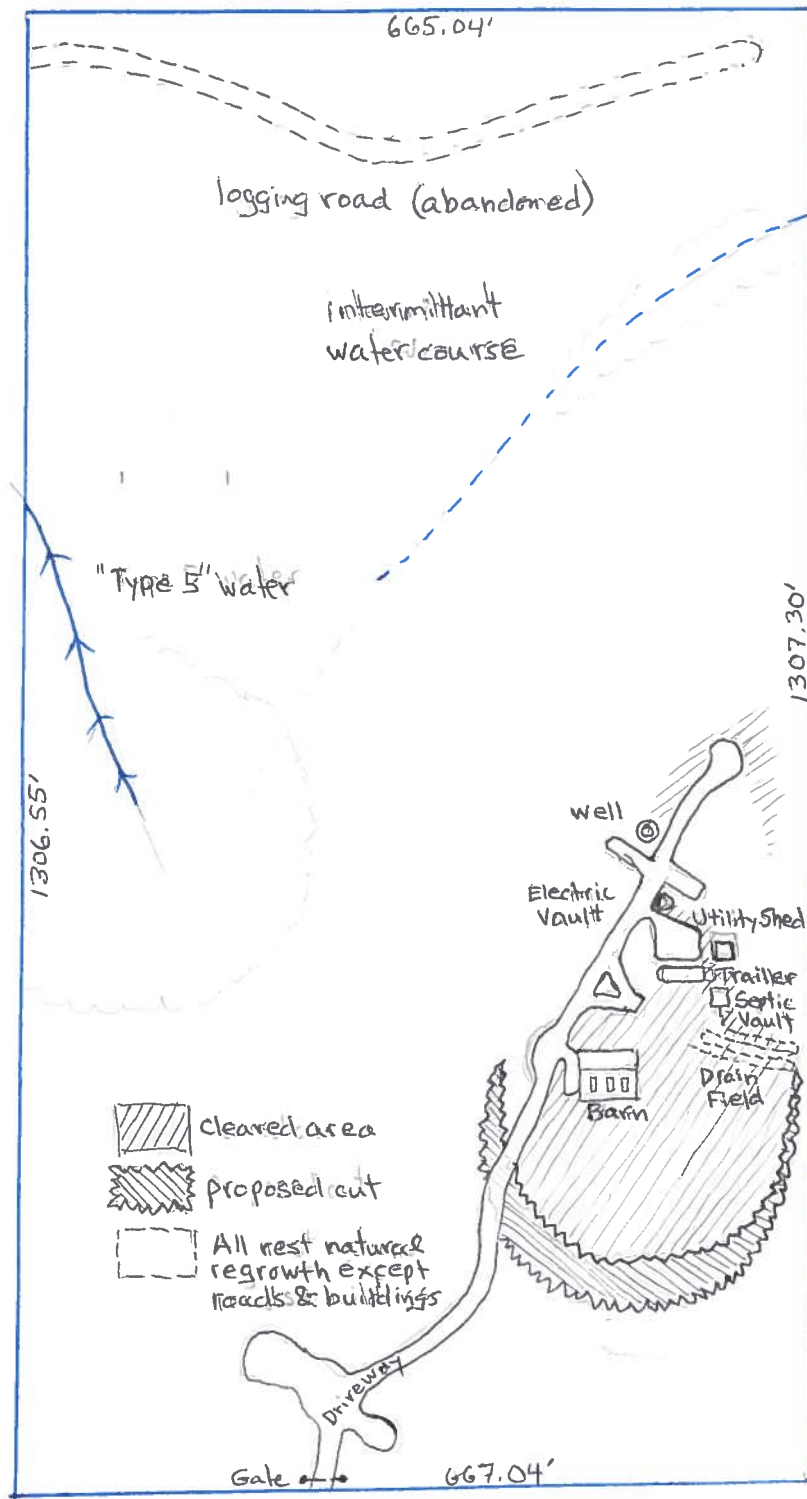 665.04'
logging road (abandoned)
intermittant
water course
"Type 5" water
1307.30'
1306.55'
well
Electric
Vault
Utility Shed
Trailler
Septic
Vault
Drain
Field
Barn
cleared area
proposed cut
All rest natural
regrowth except
roads & buildings
Driveway
Gate
667.04'